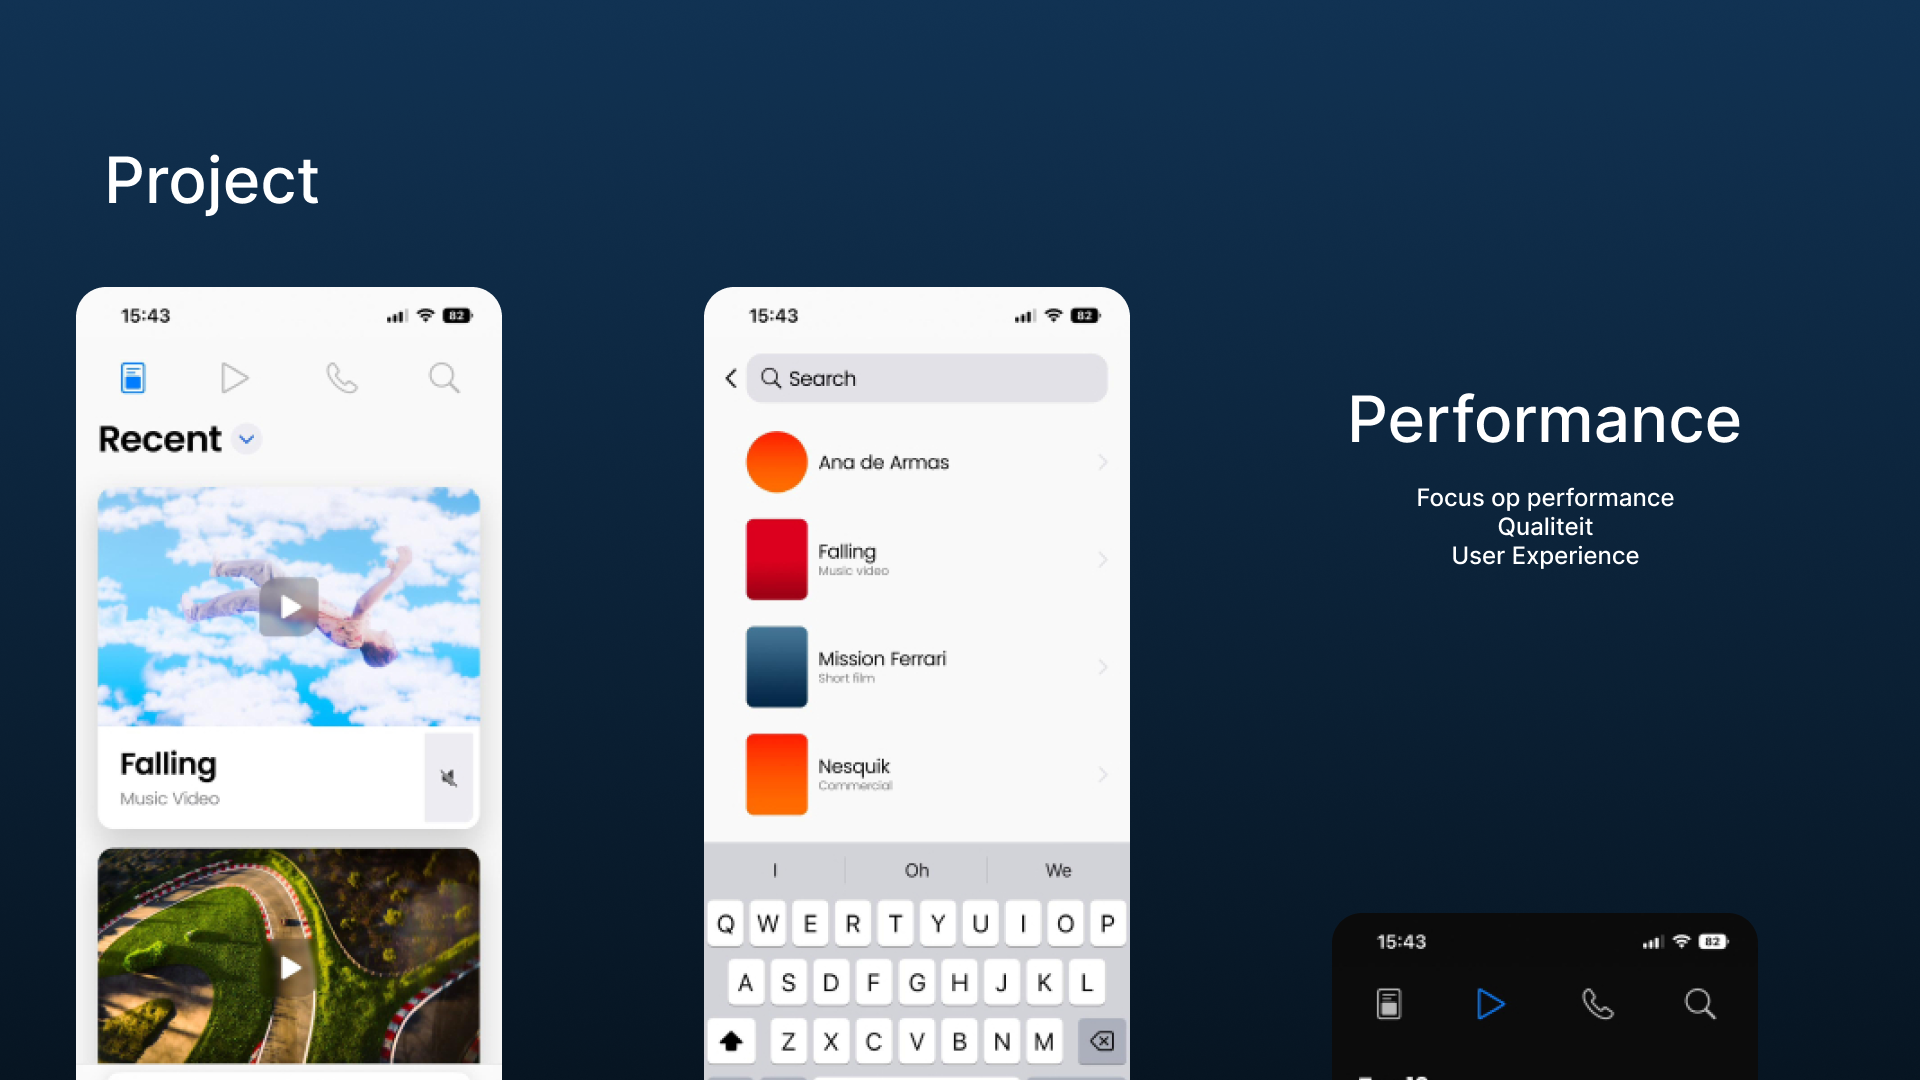 Project
15:43
82
Recent
Falling
Music Video
15:43
82
Search
Ana de Armas
Falling
Music video
Mission Ferrari
Short film
Nesquik
Commercial
I Oh We
Q W E R T Y U I O P
A S D F G H J K L
Z X C V B N M
Performance
Focus op performance
Qualiteit
User Experience
15:43
82